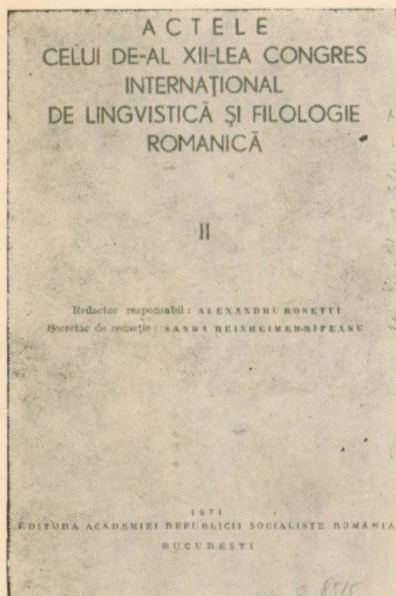 ACTELE
CELUI DE-AL XII-LEA CONGRES
INTERNAȚIONAL
DE LINGVISTICĂ ȘI FILOLOGIE
ROMANICĂ
II
Redactor responsabil: ALEXANDRU ROSETTI
Secretar de redacție: SANDA REINHEIMER-RÎPEANU
1971
EDITURA ACADEMIEI REPUBLICII SOCIALISTE ROMÂNIA
BUCUREȘTI